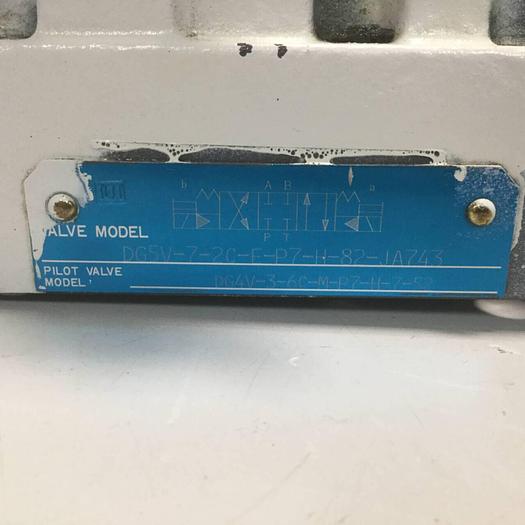 b A B a
P T
VALVE MODEL DG5V-7-2C-E-P7-H-82-JA743
PILOT VALVE
MODEL DG4V-3-6C-M-P7-H-7-52